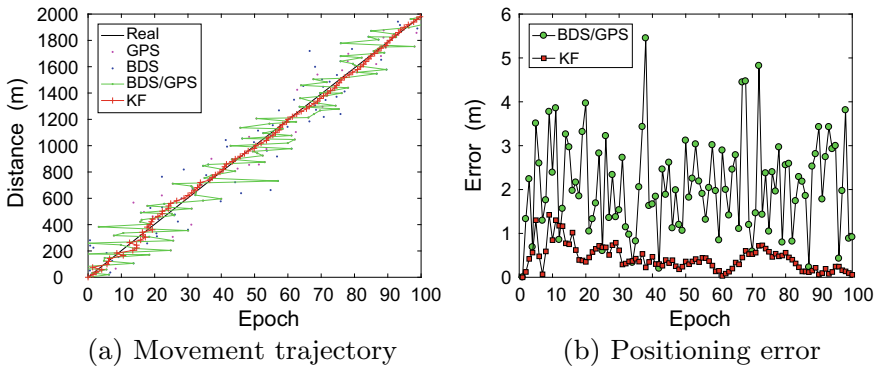 2000
1800
1600
1400
1200
1000
800
600
400
200
0
Distance (m)
Real
GPS
BDS
BDS/GPS
KF
0 10 20 30 40 50 60 70 80 90 100
Epoch
(a) Movement trajectory
6
5
4
3
2
1
0
Error (m)
BDS/GPS
KF
0 10 20 30 40 50 60 70 80 90 100
Epoch
(b) Positioning error